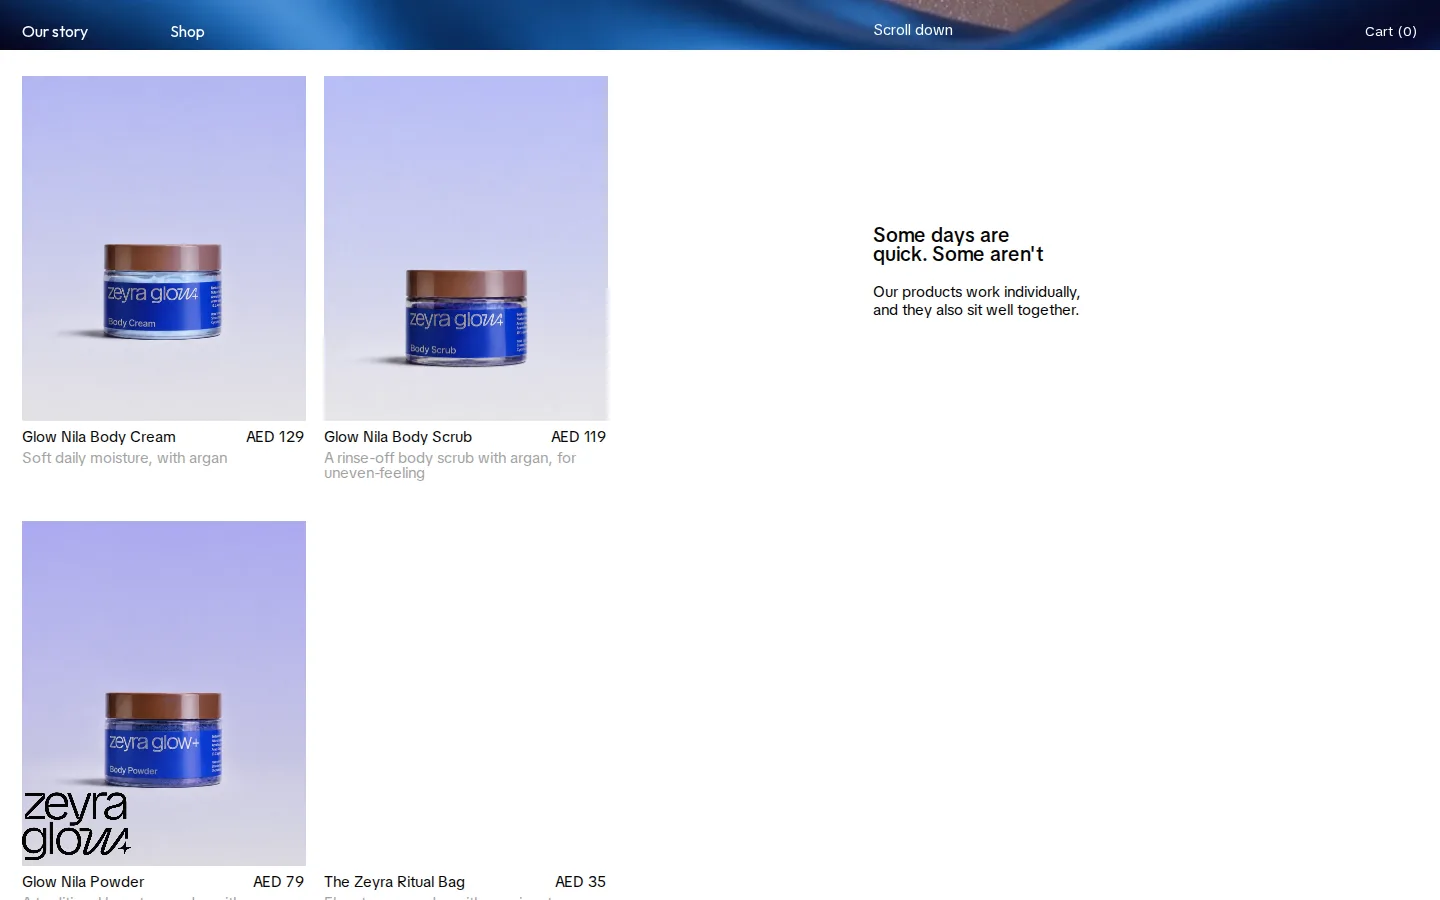 Our story
Shop
Scroll down
Cart (0)
zeyra glow
Body Cream
zeyra glow
Body Scrub
Some days are
quick. Some aren't
Our products work individually,
and they also sit well together.
Glow Nila Body Cream
AED 129
Soft daily moisture, with argan
Glow Nila Body Scrub
AED 119
A rinse-off body scrub with argan, for
uneven-feeling
zeyra glow+
Body Powder
zeyra
glow
Glow Nila Powder
AED 79
The Zeyra Ritual Bag
AED 35